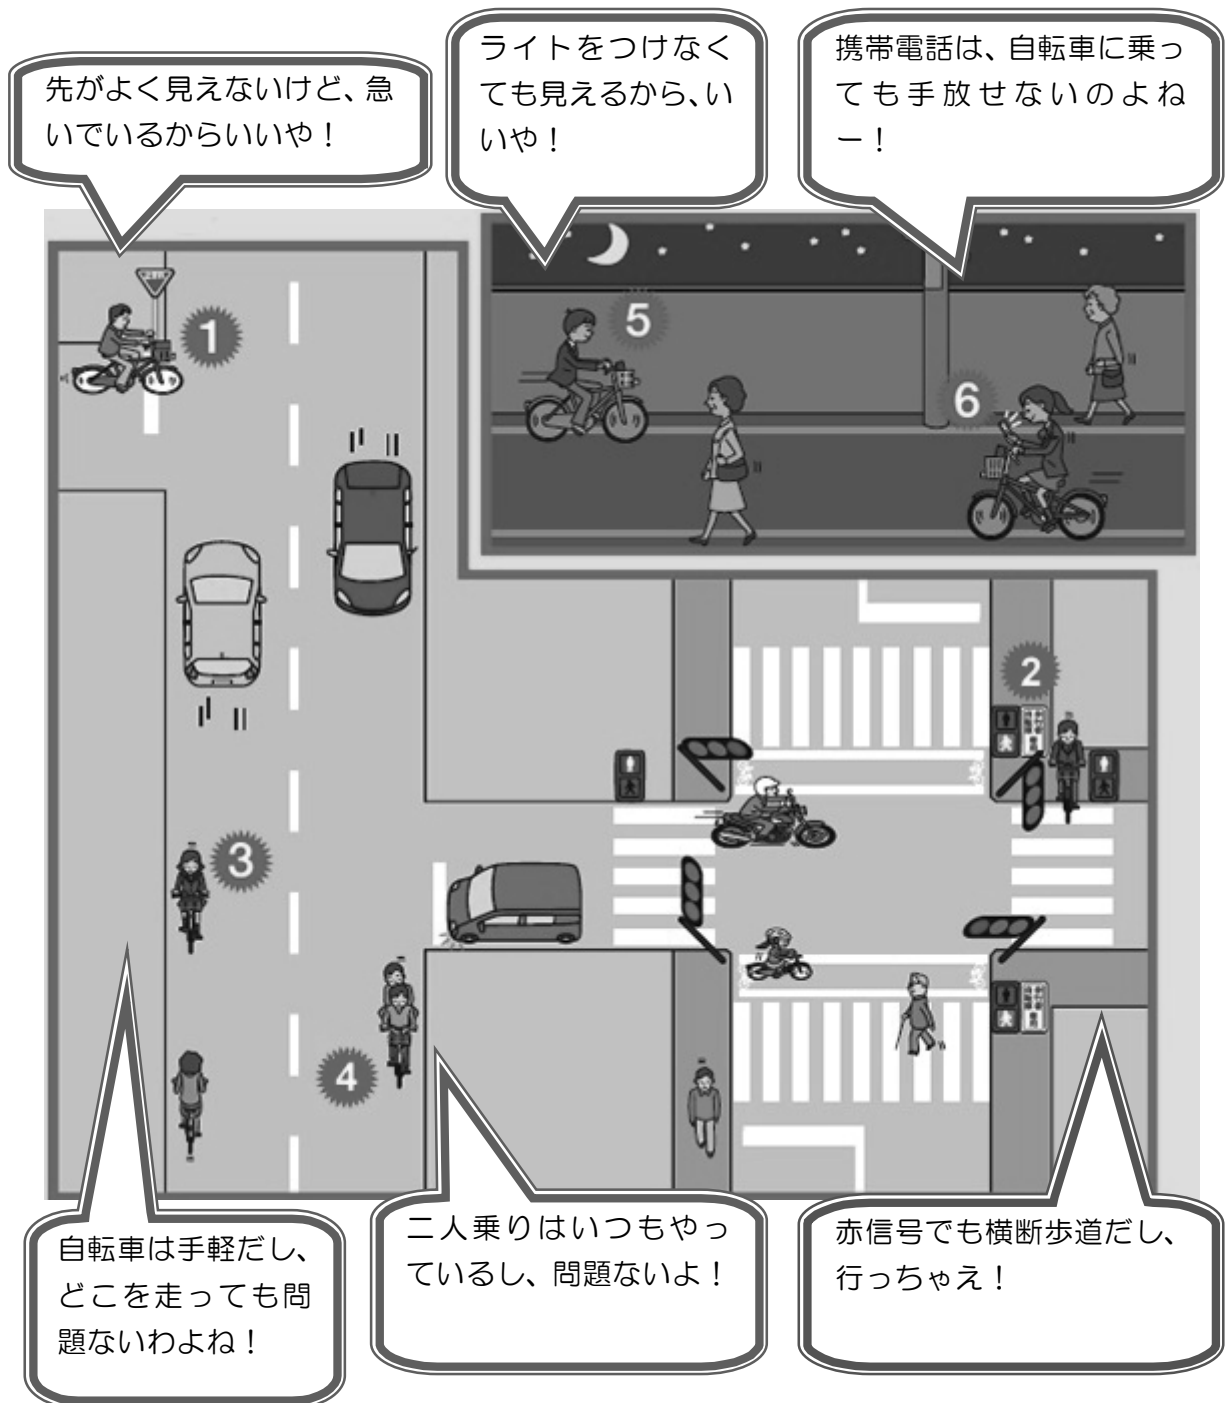 先がよく見えないけど、急
いでいるからいいや！
ライトをつけなく
ても見えるから、い
いや！
携帯電話は、自転車に乗っ
ても手放せないのよね
ー！
1
5
6
2
3
4
自転車は手軽だし、
どこを走っても問
題ないわよね！
二人乗りはいつもやっ
ているし、問題ないよ！
赤信号でも横断歩道だし、
行っちゃえ！